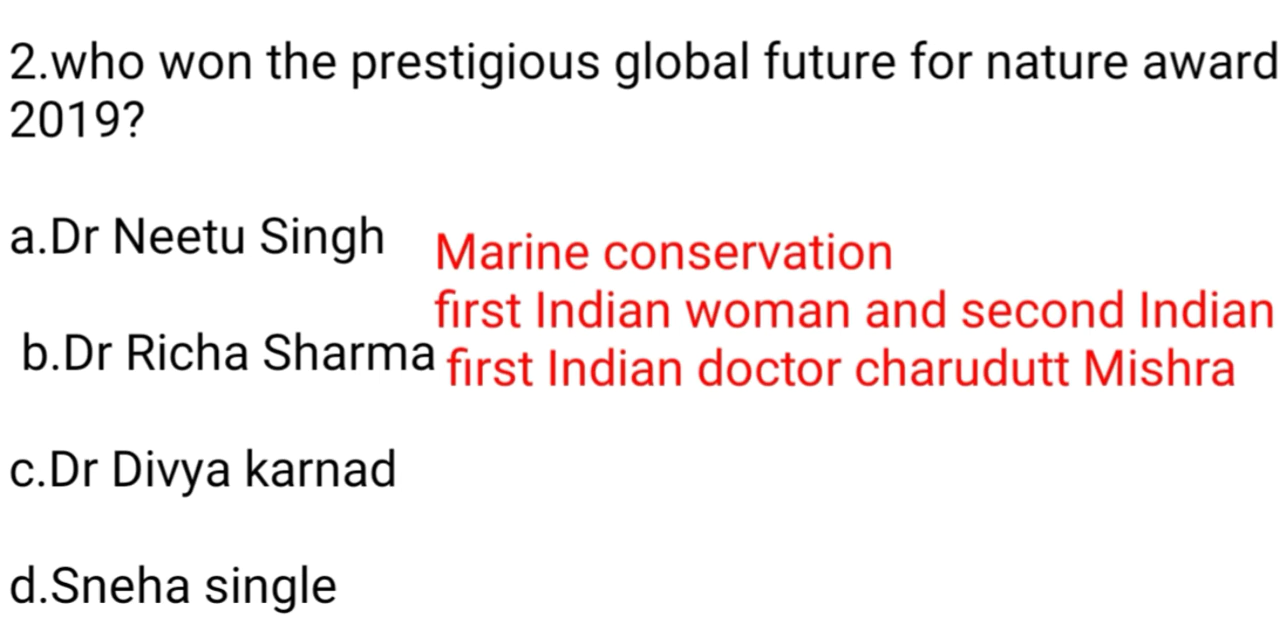 2.who won the prestigious global future for nature award
2019?
a.Dr Neetu Singh
Marine conservation
first Indian woman and second Indian
b.Dr Richa Sharma
first Indian doctor charudutt Mishra
c.Dr Divya karnad
d.Sneha single